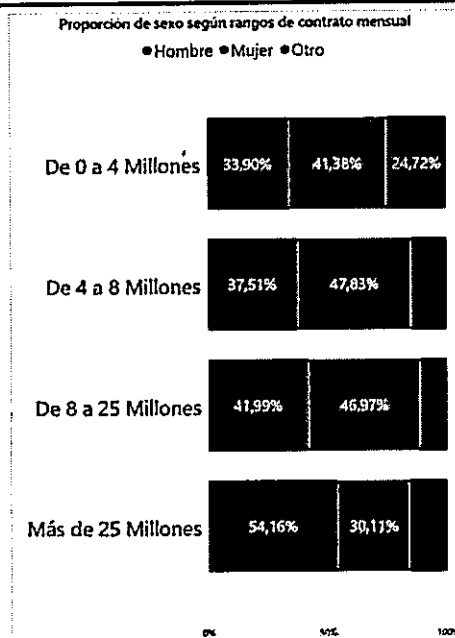 Proporción de sexo según rangos de contrato mensual
●Hombre ●Mujer ●Otro
De 0 a 4 Millones 33,90% 41,38% 24,72%
De 4 a 8 Millones 37,51% 47,83%
De 8 a 25 Millones 41,99% 46,97%
Más de 25 Millones 54,16% 30,11%
0% 50% 100%